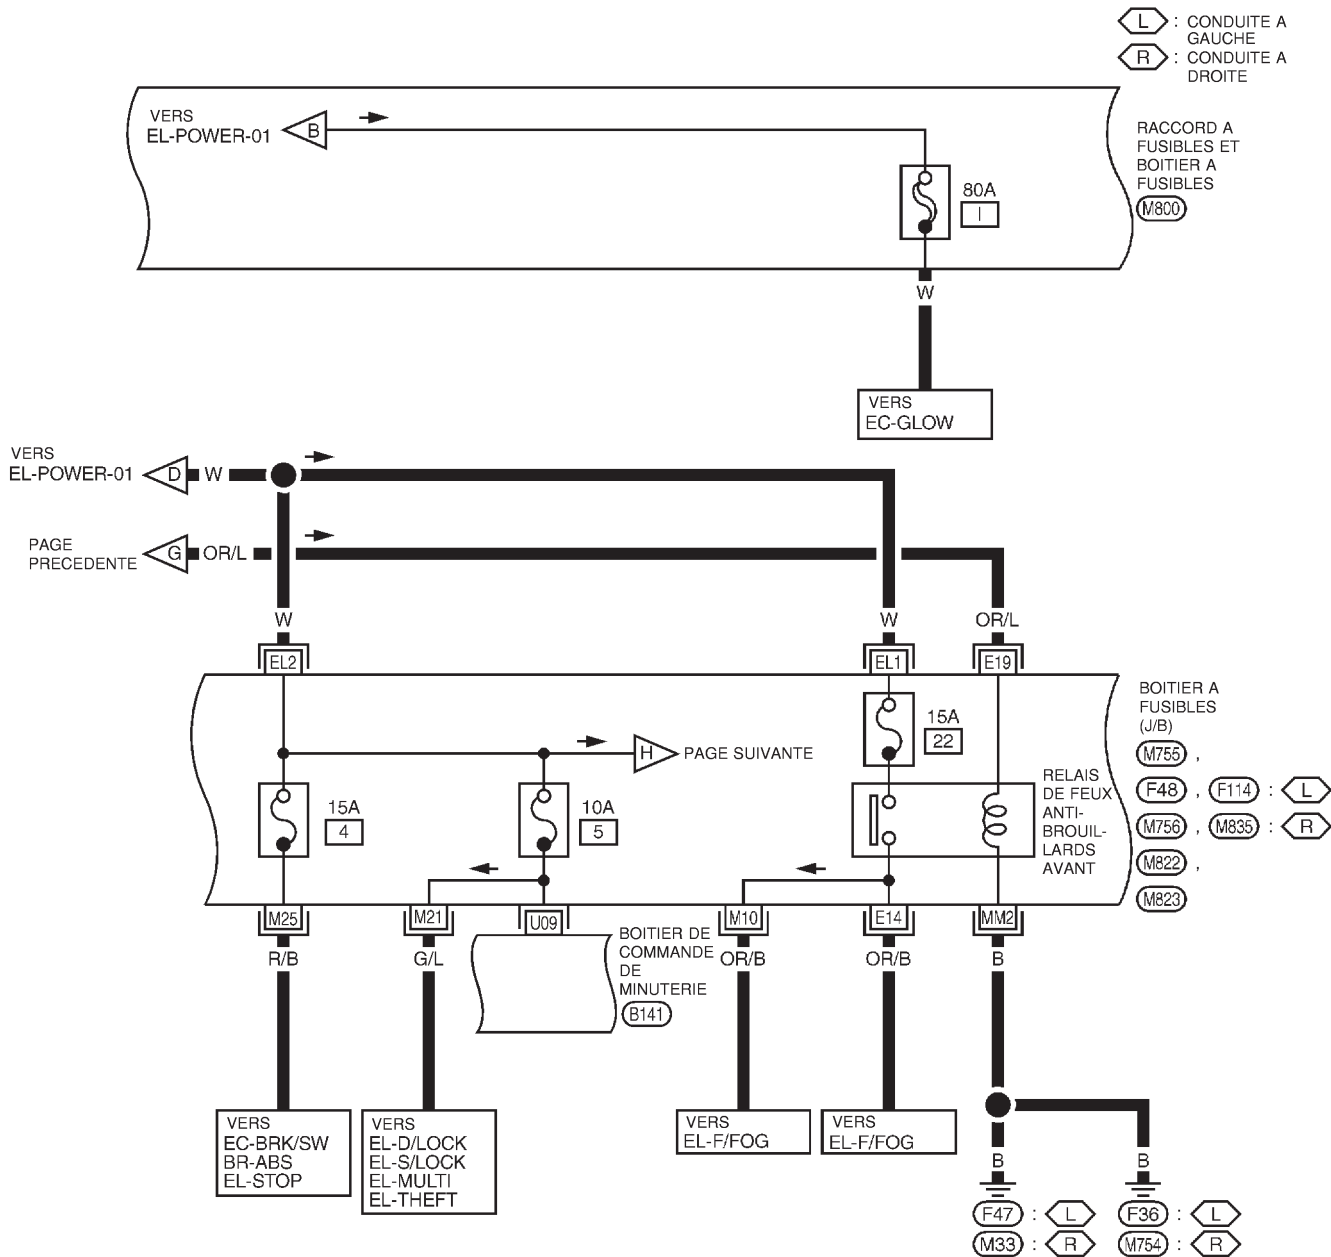 L : CONDUITE A
GAUCHE
R : CONDUITE A
DROITE
VERS
EL-POWER-01
B
RACCORD A
FUSIBLES ET
BOITIER A
FUSIBLES
M800
80A
I
W
VERS
EC-GLOW
VERS
EL-POWER-01
D
W
PAGE
PRECEDENTE
G
OR/L
W
W
OR/L
EL2
EL1
E19
BOITIER A
FUSIBLES
(J/B)
M755 ,
F48 , F114 : L
M756 , M835 : R
M822 ,
M823
15A
22
H
PAGE SUIVANTE
15A
4
10A
5
RELAIS
DE FEUX
ANTI-
BROUIL-
LARDS
AVANT
M25
M21
U09
M10
E14
MM2
R/B
G/L
BOITIER DE
COMMANDE
DE
MINUTERIE
B141
OR/B
OR/B
B
VERS
EC-BRK/SW
BR-ABS
EL-STOP
VERS
EL-D/LOCK
EL-S/LOCK
EL-MULTI
EL-THEFT
VERS
EL-F/FOG
VERS
EL-F/FOG
B
B
F47 : L
F36 : L
M33 : R
M754 : R